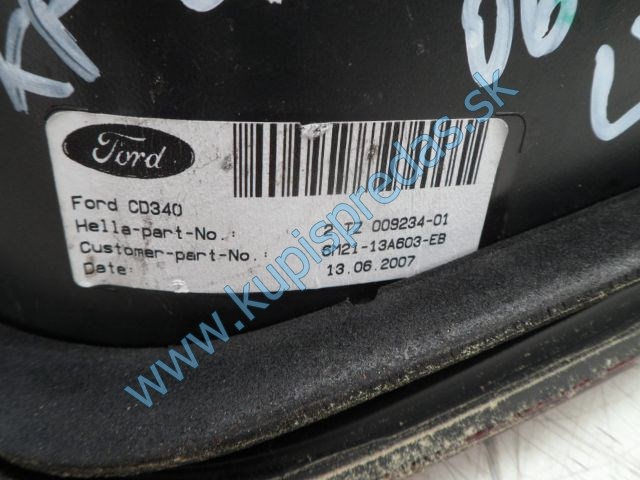 06
Ford
Ford CD340
Hella-part-No.: 2 TZ 009234-01
Customer-part-No.: 6M21-13A603-EB
Date: 13.06.2007
www.kupispredas.sk